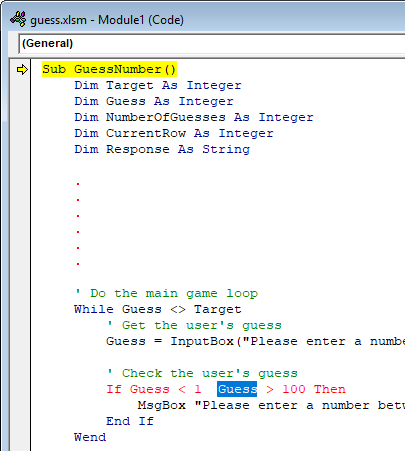 guess.xlsm - Module1 (Code)
(General)
Sub GuessNumber()
Dim Target As Integer
Dim Guess As Integer
Dim NumberOfGuesses As Integer
Dim CurrentRow As Integer
Dim Response As String
.
.
.
.
.
.
' Do the main game loop
While Guess <> Target
' Get the user's guess
Guess = InputBox("Please enter a numbe
' Check the user's guess
If Guess < 1  Guess > 100 Then
MsgBox "Please enter a number betw
End If
Wend